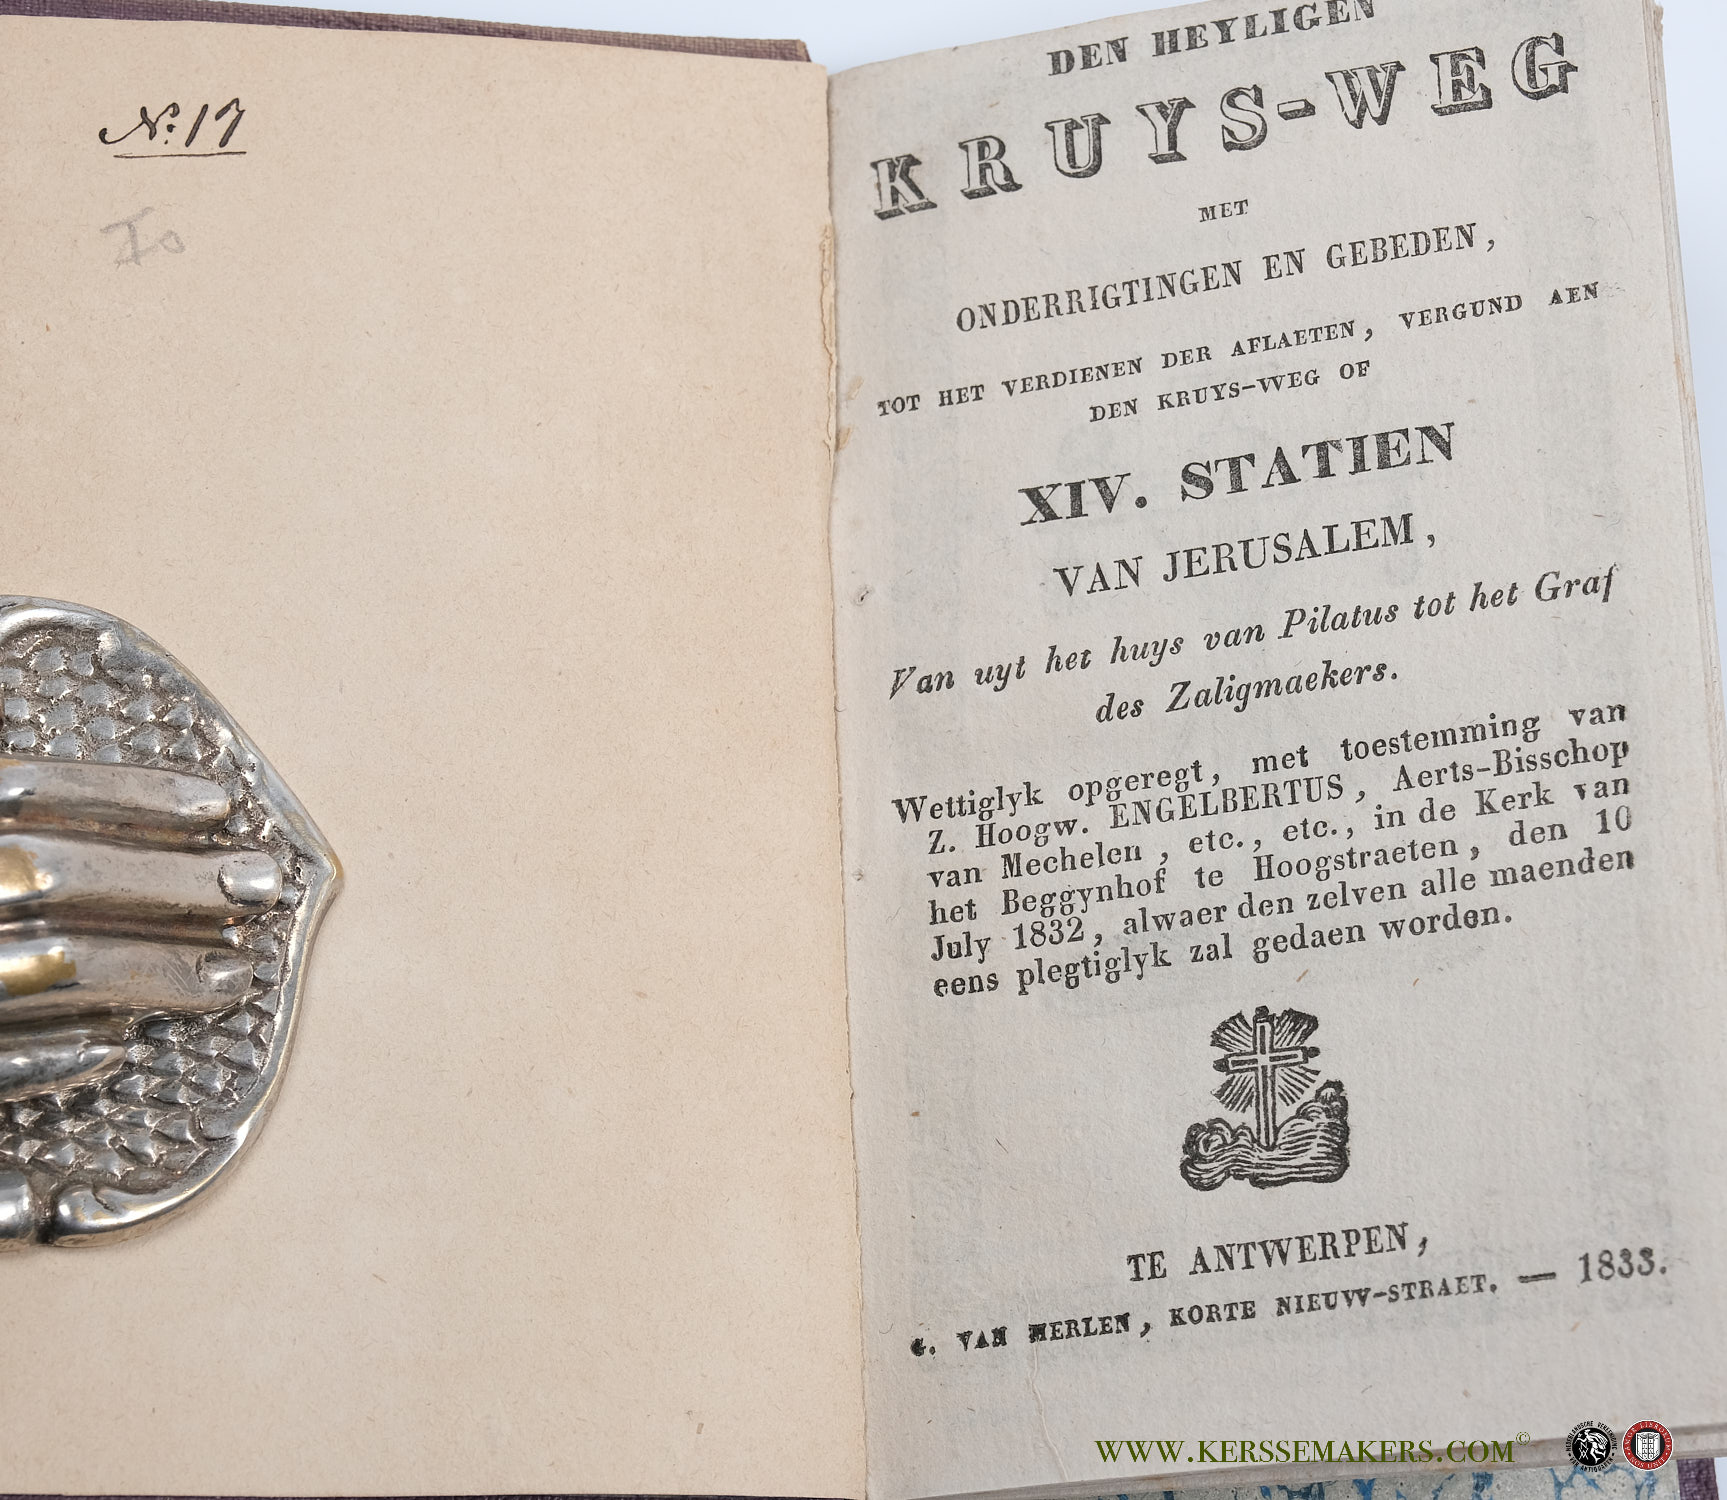 No. 17
Io
DEN HEYLIGEN
KRUYS-WEG
MET
ONDERRIGTINGEN EN GEBEDEN,
TOT HET VERDIENEN DER AFLAETEN, VERGUND AEN
DEN KRUYS-WEG OF
XIV. STATIEN
VAN JERUSALEM,
Van uyt het huys van Pilatus tot het Graf
des Zaligmaekers.
Wettiglyk opgeregt, met toestemming van
Z. Hoogw. ENGELBERTUS, Aerts-Bisschop
van Mechelen, etc., etc., in de Kerk van
het Beggynhof te Hoogstraeten, den 10
July 1832, alwaer den zelven alle maenden
eens plegtiglyk zal gedaen worden.
TE ANTWERPEN,
G. VAN MERLEN, KORTE NIEUW-STRAET. — 1833.
WWW.KERSSEMAKERS.COM©